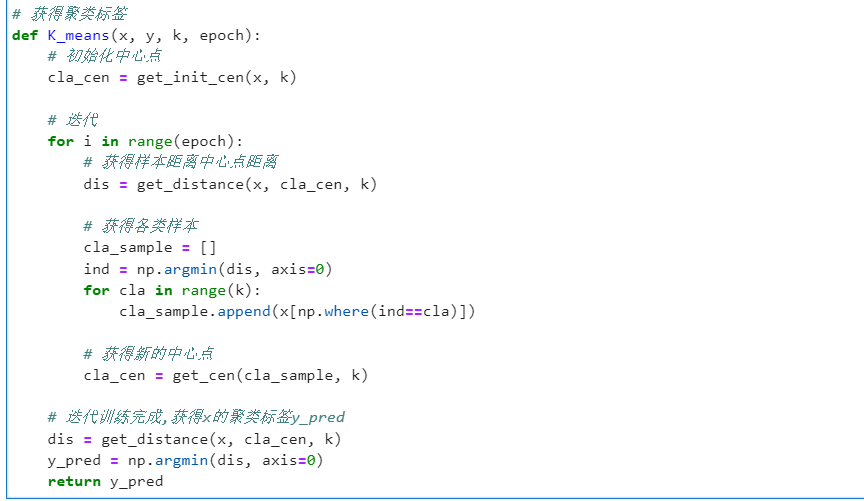 # 获得聚类标签
def K_means(x, y, k, epoch):
    # 初始化中心点
    cla_cen = get_init_cen(x, k)

    # 迭代
    for i in range(epoch):
        # 获得样本距离中心点距离
        dis = get_distance(x, cla_cen, k)

        # 获得各类样本
        cla_sample = []
        ind = np.argmin(dis, axis=0)
        for cla in range(k):
            cla_sample.append(x[np.where(ind==cla)])

        # 获得新的中心点
        cla_cen = get_cen(cla_sample, k)

    # 迭代训练完成,获得x的聚类标签y_pred
    dis = get_distance(x, cla_cen, k)
    y_pred = np.argmin(dis, axis=0)
    return y_pred